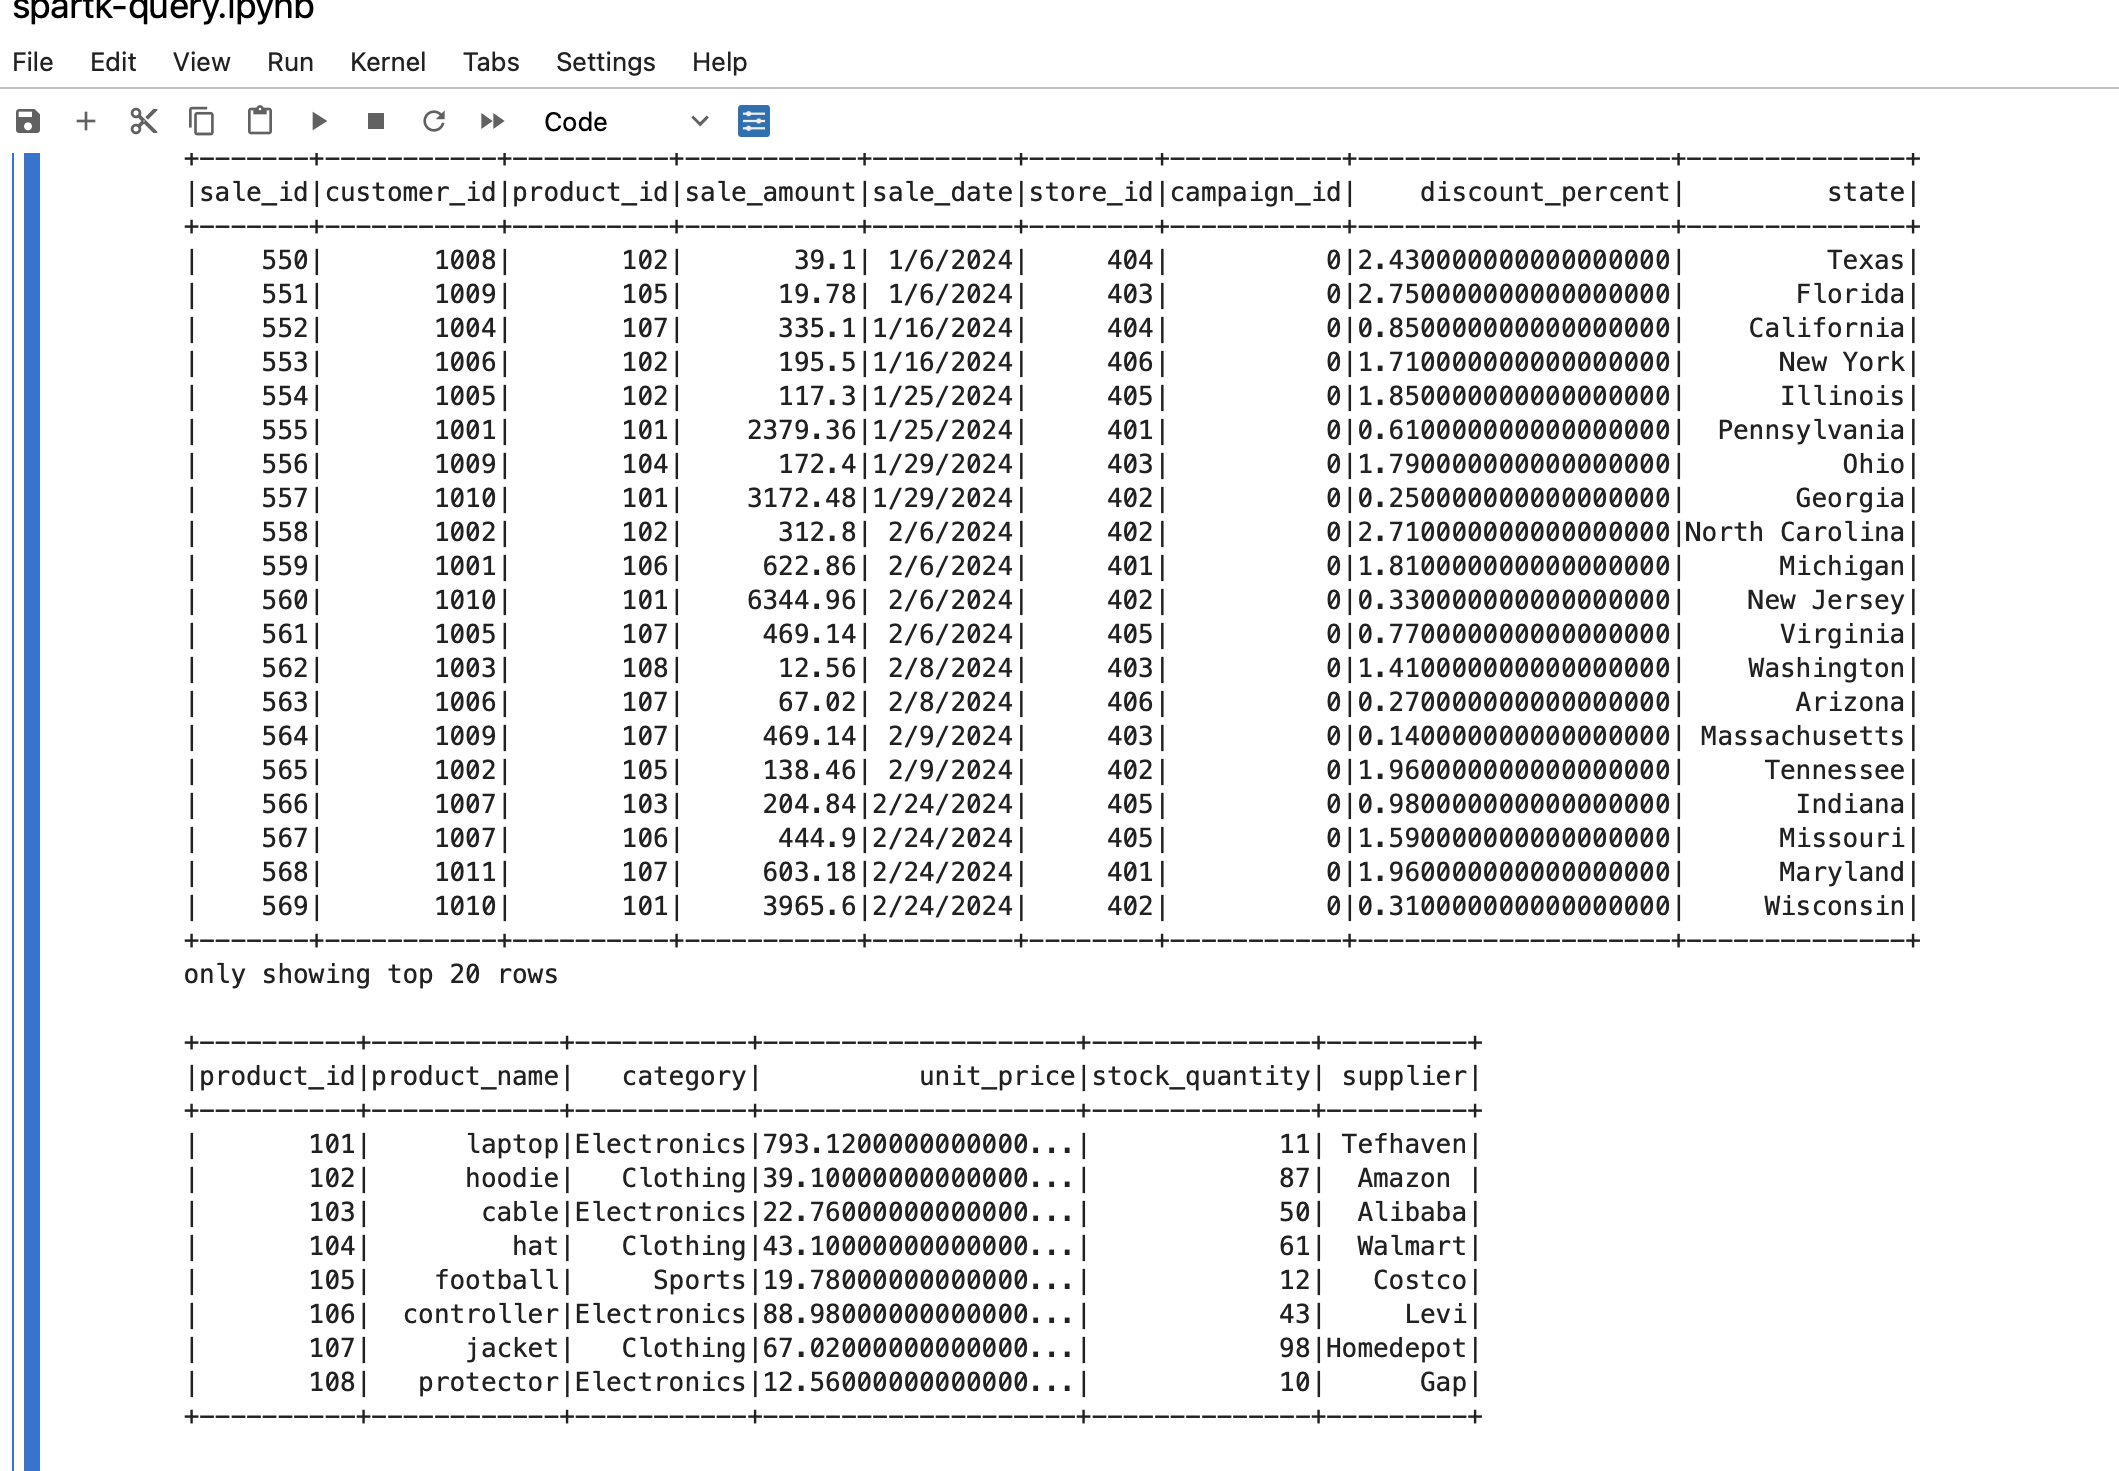 spartk-query.ipynb
File Edit View Run Kernel Tabs Settings Help
Code
+-------+-----------+----------+-----------+---------+--------+-----------+--------------------+--------------+
|sale_id|customer_id|product_id|sale_amount|sale_date|store_id|campaign_id|    discount_percent|         state|
+-------+-----------+----------+-----------+---------+--------+-----------+--------------------+--------------+
|    550|       1008|       102|       39.1| 1/6/2024|     404|          0|2.430000000000000000|         Texas|
|    551|       1009|       105|      19.78| 1/6/2024|     403|          0|2.750000000000000000|       Florida|
|    552|       1004|       107|      335.1|1/16/2024|     404|          0|0.850000000000000000|    California|
|    553|       1006|       102|      195.5|1/16/2024|     406|          0|1.710000000000000000|      New York|
|    554|       1005|       102|      117.3|1/25/2024|     405|          0|1.850000000000000000|      Illinois|
|    555|       1001|       101|    2379.36|1/25/2024|     401|          0|0.610000000000000000|  Pennsylvania|
|    556|       1009|       104|      172.4|1/29/2024|     403|          0|1.790000000000000000|          Ohio|
|    557|       1010|       101|    3172.48|1/29/2024|     402|          0|0.250000000000000000|       Georgia|
|    558|       1002|       102|      312.8| 2/6/2024|     402|          0|2.710000000000000000|North Carolina|
|    559|       1001|       106|     622.86| 2/6/2024|     401|          0|1.810000000000000000|      Michigan|
|    560|       1010|       101|    6344.96| 2/6/2024|     402|          0|0.330000000000000000|    New Jersey|
|    561|       1005|       107|     469.14| 2/6/2024|     405|          0|0.770000000000000000|      Virginia|
|    562|       1003|       108|      12.56| 2/8/2024|     403|          0|1.410000000000000000|    Washington|
|    563|       1006|       107|      67.02| 2/8/2024|     406|          0|0.270000000000000000|       Arizona|
|    564|       1009|       107|     469.14| 2/9/2024|     403|          0|0.140000000000000000| Massachusetts|
|    565|       1002|       105|     138.46| 2/9/2024|     402|          0|1.960000000000000000|     Tennessee|
|    566|       1007|       103|     204.84|2/24/2024|     405|          0|0.980000000000000000|       Indiana|
|    567|       1007|       106|      444.9|2/24/2024|     405|          0|1.590000000000000000|      Missouri|
|    568|       1011|       107|     603.18|2/24/2024|     401|          0|1.960000000000000000|      Maryland|
|    569|       1010|       101|     3965.6|2/24/2024|     402|          0|0.310000000000000000|     Wisconsin|
+-------+-----------+----------+-----------+---------+--------+-----------+--------------------+--------------+
only showing top 20 rows
+----------+------------+-----------+--------------------+--------------+---------+
|product_id|product_name|   category|          unit_price|stock_quantity| supplier|
+----------+------------+-----------+--------------------+--------------+---------+
|       101|      laptop|Electronics|793.1200000000000...|            11| Tefhaven|
|       102|      hoodie|   Clothing|39.10000000000000...|            87|  Amazon |
|       103|       cable|Electronics|22.76000000000000...|            50|  Alibaba|
|       104|         hat|   Clothing|43.10000000000000...|            61|  Walmart|
|       105|    football|     Sports|19.78000000000000...|            12|   Costco|
|       106|  controller|Electronics|88.98000000000000...|            43|     Levi|
|       107|      jacket|   Clothing|67.02000000000000...|            98|Homedepot|
|       108|   protector|Electronics|12.56000000000000...|            10|      Gap|
+----------+------------+-----------+--------------------+--------------+---------+